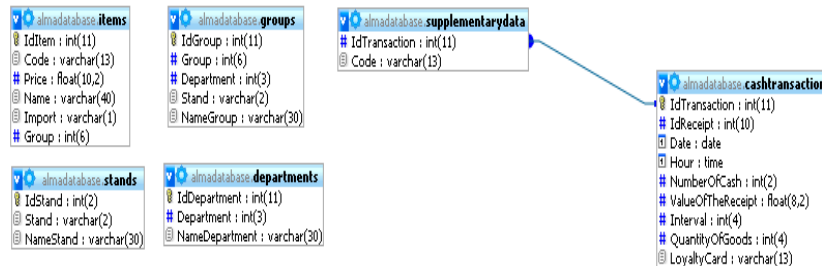 almadatabase.items
IdItem : int(11)
Code : varchar(13)
Price : float(10,2)
Name : varchar(40)
Import : varchar(1)
Group : int(6)
almadatabase.groups
IdGroup : int(11)
Group : int(6)
Department : int(3)
Stand : varchar(2)
NameGroup : varchar(30)
almadatabase.supplementarydata
IdTransaction : int(11)
Code : varchar(13)
almadatabase.cashtransaction
IdTransaction : int(11)
IdReceipt : int(10)
Date : date
Hour : time
NumberOfCash : int(2)
ValueOfTheReceipt : float(8,2)
Interval : int(4)
QuantityOfGoods : int(4)
LoyaltyCard : varchar(13)
almadatabase.stands
IdStand : int(2)
Stand : varchar(2)
NameStand : varchar(30)
almadatabase.departments
IdDepartment : int(11)
Department : int(3)
NameDepartment : varchar(30)